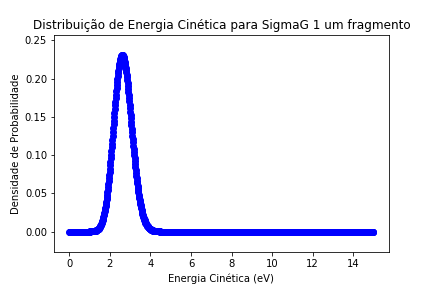 Distribuição de Energia Cinética para SigmaG 1 um fragmento
0.25
0.20
0.15
0.10
0.05
0.00
Densidade de Probabilidade
0 2 4 6 8 10 12 14
Energia Cinética (eV)